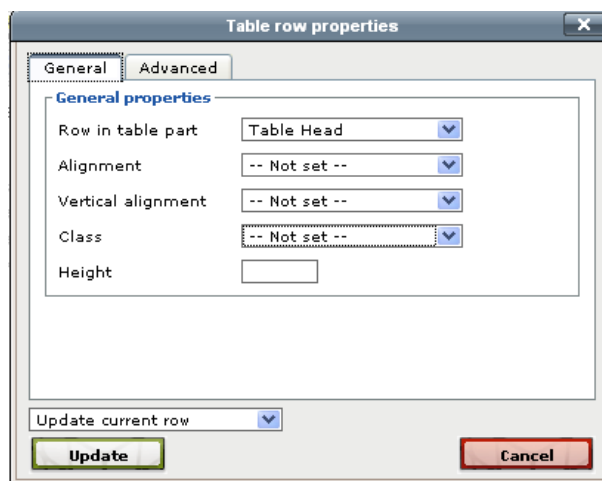 Table row properties
General Advanced
General properties
Row in table part Table Head
Alignment -- Not set --
Vertical alignment -- Not set --
Class -- Not set --
Height
Update current row
Update Cancel